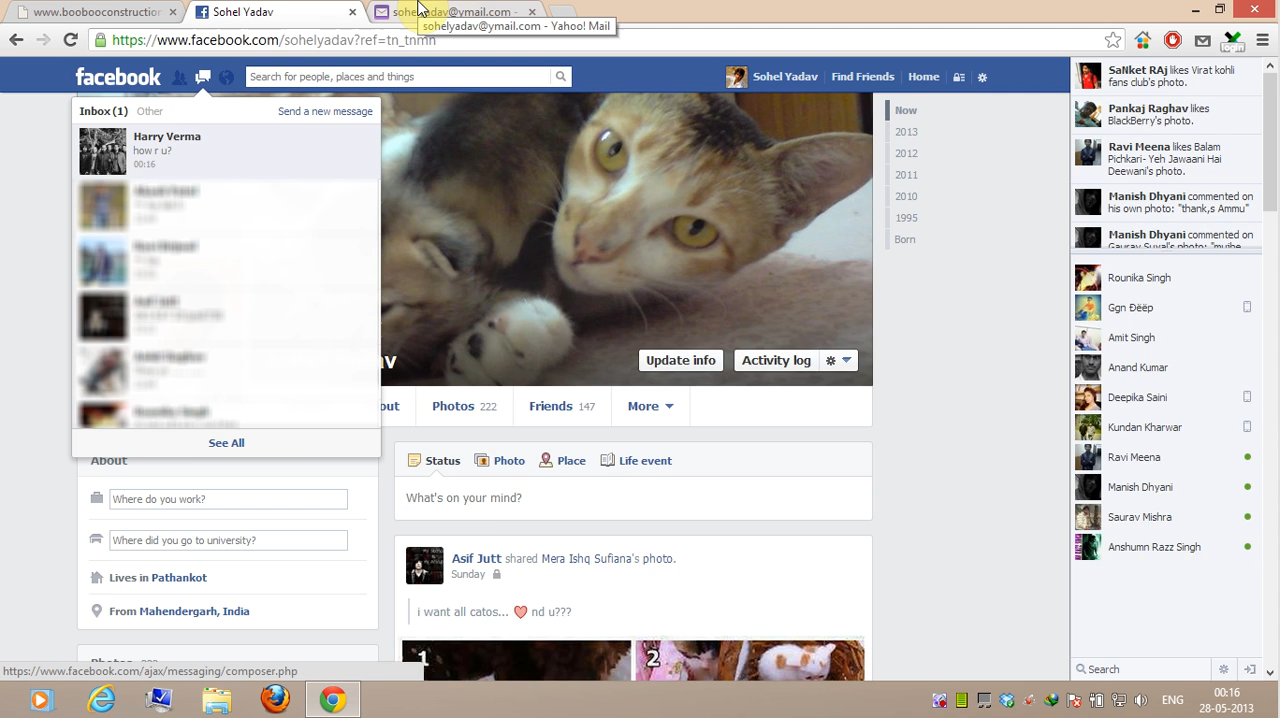 www.boobooconstruction
Sohel Yadav
sohelyadav@ymail.com -
sohelyadav@ymail.com - Yahoo! Mail
https://www.facebook.com/sohelyadav?ref=tn_tnmn
facebook
Search for people, places and things
Sohel Yadav
Find Friends
Home
Inbox (1)
Other
Send a new message
Harry Verma
how r u?
00:16
See All
Now
2013
2012
2011
2010
1995
Born
Update info
Activity log
out
Photos 222
Friends 147
More
About
Where do you work?
Where did you go to university?
Lives in Pathankot
From Mahendergarh, India
Status
Photo
Place
Life event
What's on your mind?
Asif Jutt shared Mera Ishq Sufiana's photo.
Sunday
i want all catos... nd u???
1
2
SaNket RAj likes Virat kohli
fans club's photo.
Pankaj Raghav likes
BlackBerry's photo.
Ravi Meena likes Balam
Pichkari- Yeh Jawaani Hai
Deewani's photo.
Manish Dhyani commented on
his own photo: "thank,s Ammu"
Manish Dhyani commented on
Rounika Singh
Ggn Ðëëp
Amit Singh
Anand Kumar
Deepika Saini
Kundan Kharwar
Ravi Meena
Manish Dhyani
Saurav Mishra
Anshumn Razz Singh
Search
https://www.facebook.com/ajax/messaging/composer.php
ENG
00:16
28-05-2013